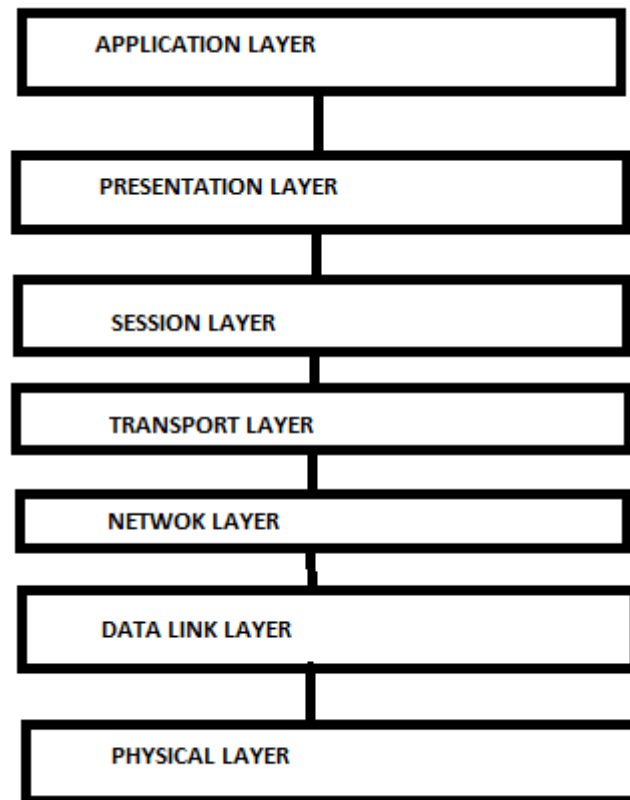 APPLICATION LAYER
PRESENTATION LAYER
SESSION LAYER
TRANSPORT LAYER
NETWOK LAYER
DATA LINK LAYER
PHYSICAL LAYER